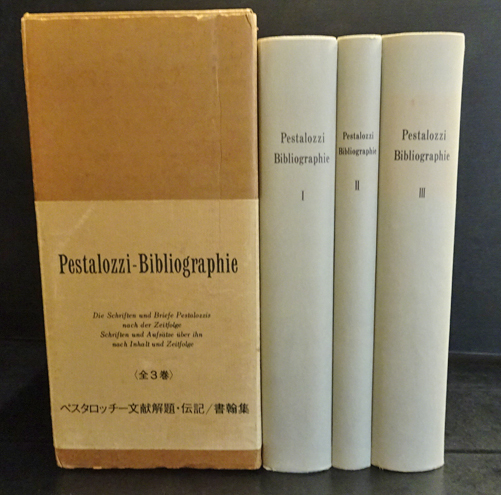 Pestalozzi-Bibliographie
Die Schriften und Briefe Pestalozzis
nach der Zeitfolge
Schriften und Aufsätze über ihn
nach Inhalt und Zeitfolge
〈全3巻〉
ペスタロッチー文献解題・伝記/書翰集
Pestalozzi
Bibliographie
I
Pestalozzi
Bibliographie
II
Pestalozzi
Bibliographie
III